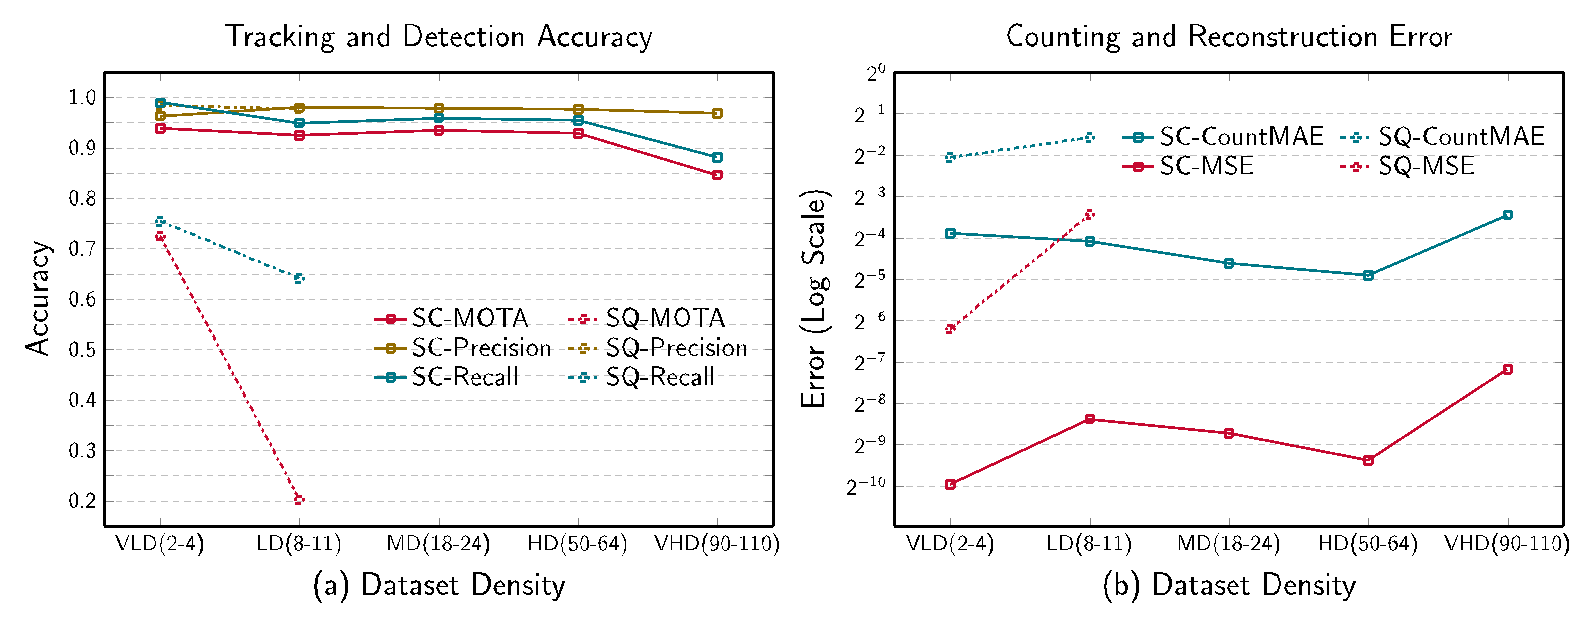 Tracking and Detection Accuracy
Accuracy
1.0
0.9
0.8
0.7
0.6
0.5
0.4
0.3
0.2
SC-MOTA SQ-MOTA
SC-Precision SQ-Precision
SC-Recall SQ-Recall
VLD(2-4) LD(8-11) MD(18-24) HD(50-64) VHD(90-110)
(a) Dataset Density
Counting and Reconstruction Error
Error (Log Scale)
2⁰
2⁻¹
2⁻²
2⁻³
2⁻⁴
2⁻⁵
2⁻⁶
2⁻⁷
2⁻⁸
2⁻⁹
2⁻¹⁰
SC-CountMAE SQ-CountMAE
SC-MSE SQ-MSE
VLD(2-4) LD(8-11) MD(18-24) HD(50-64) VHD(90-110)
(b) Dataset Density